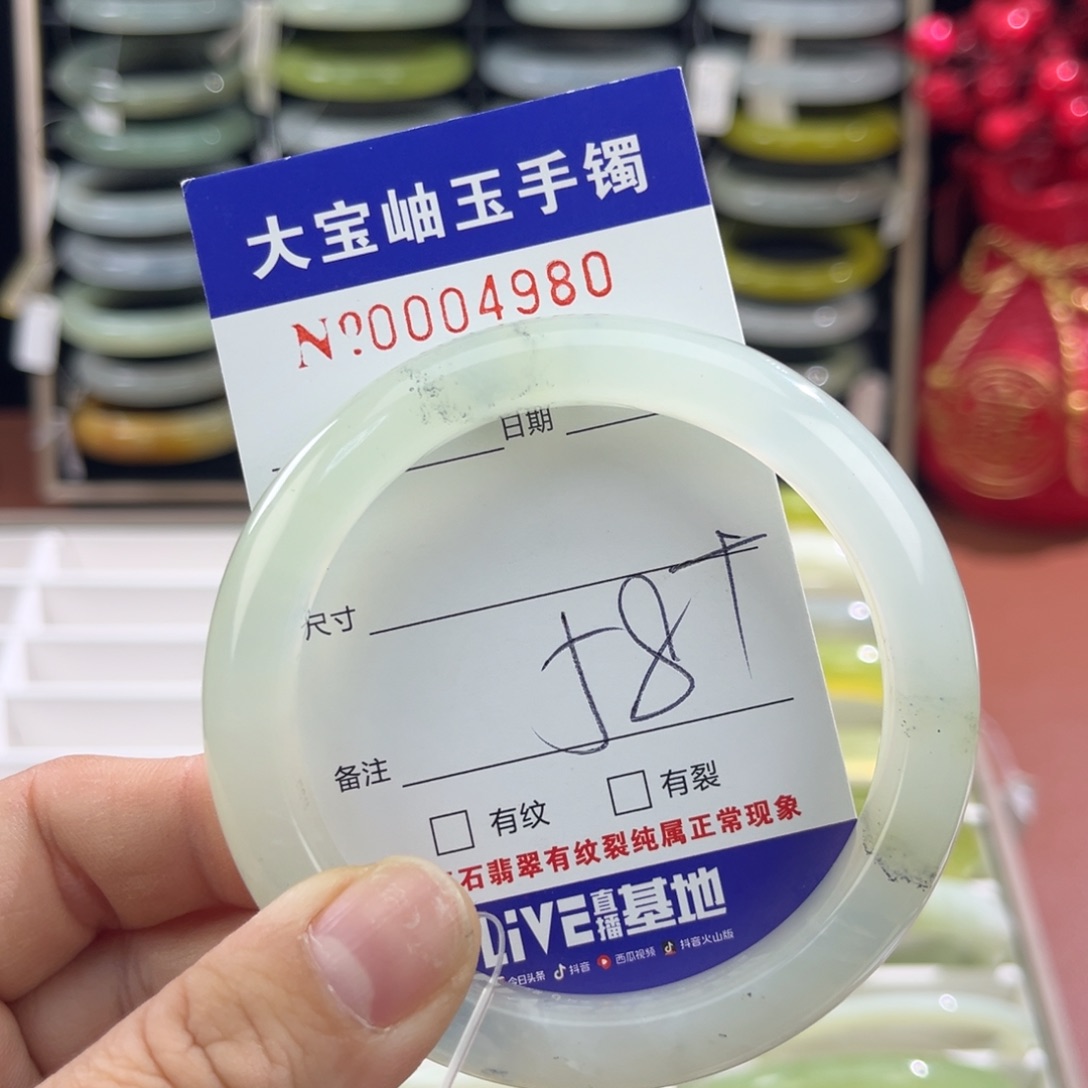 大宝岫玉手镯
Nº0004980
日期
尺寸
备注
有纹
有裂
石翡翠有纹裂纯属正常现象
LiVE直播基地
今日头条 抖音 西瓜视频 抖音火山版